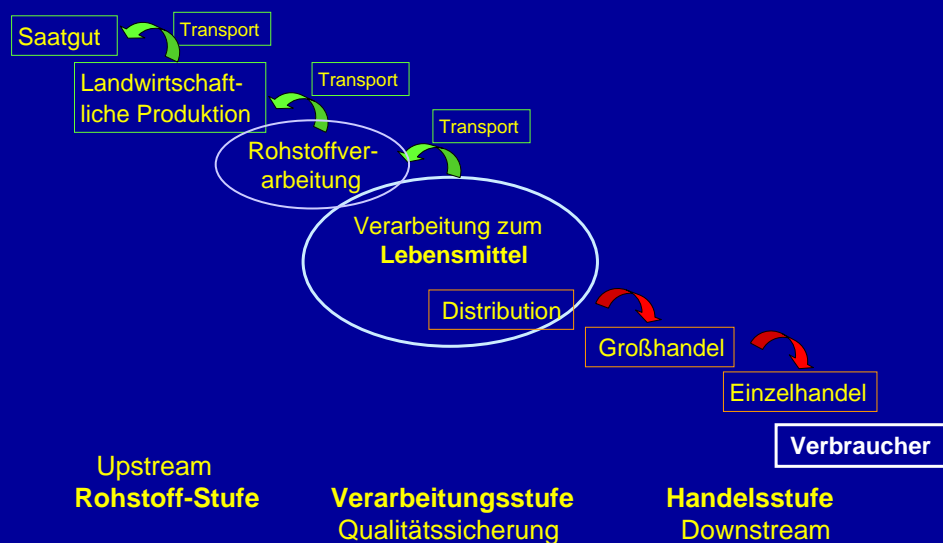 Saatgut
Transport
Landwirtschaft-
liche Produktion
Transport
Rohstoffver-
arbeitung
Transport
Verarbeitung zum
Lebensmittel
Distribution
Großhandel
Einzelhandel
Verbraucher
Upstream
Rohstoff-Stufe
Verarbeitungsstufe
Qualitätssicherung
Handelsstufe
Downstream